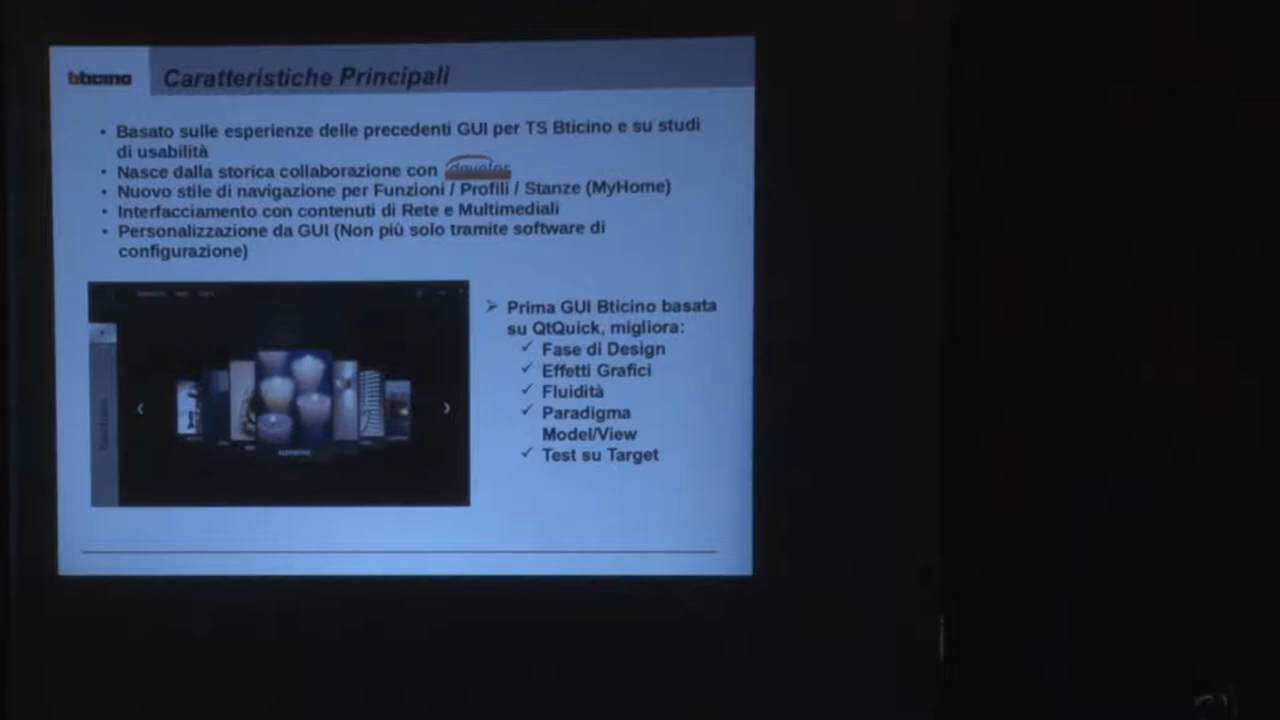 bticino
Caratteristiche Principali
• Basato sulle esperienze delle precedenti GUI per TS Bticino e su studi
di usabilità
• Nasce dalla storica collaborazione con develer
• Nuovo stile di navigazione per Funzioni / Profili / Stanze (MyHome)
• Interfacciamento con contenuti di Rete e Multimediali
• Personalizzazione da GUI (Non più solo tramite software di
configurazione)
➢ Prima GUI Bticino basata
su QtQuick, migliora:
✓ Fase di Design
✓ Effetti Grafici
✓ Fluidità
✓ Paradigma
Model/View
✓ Test su Target